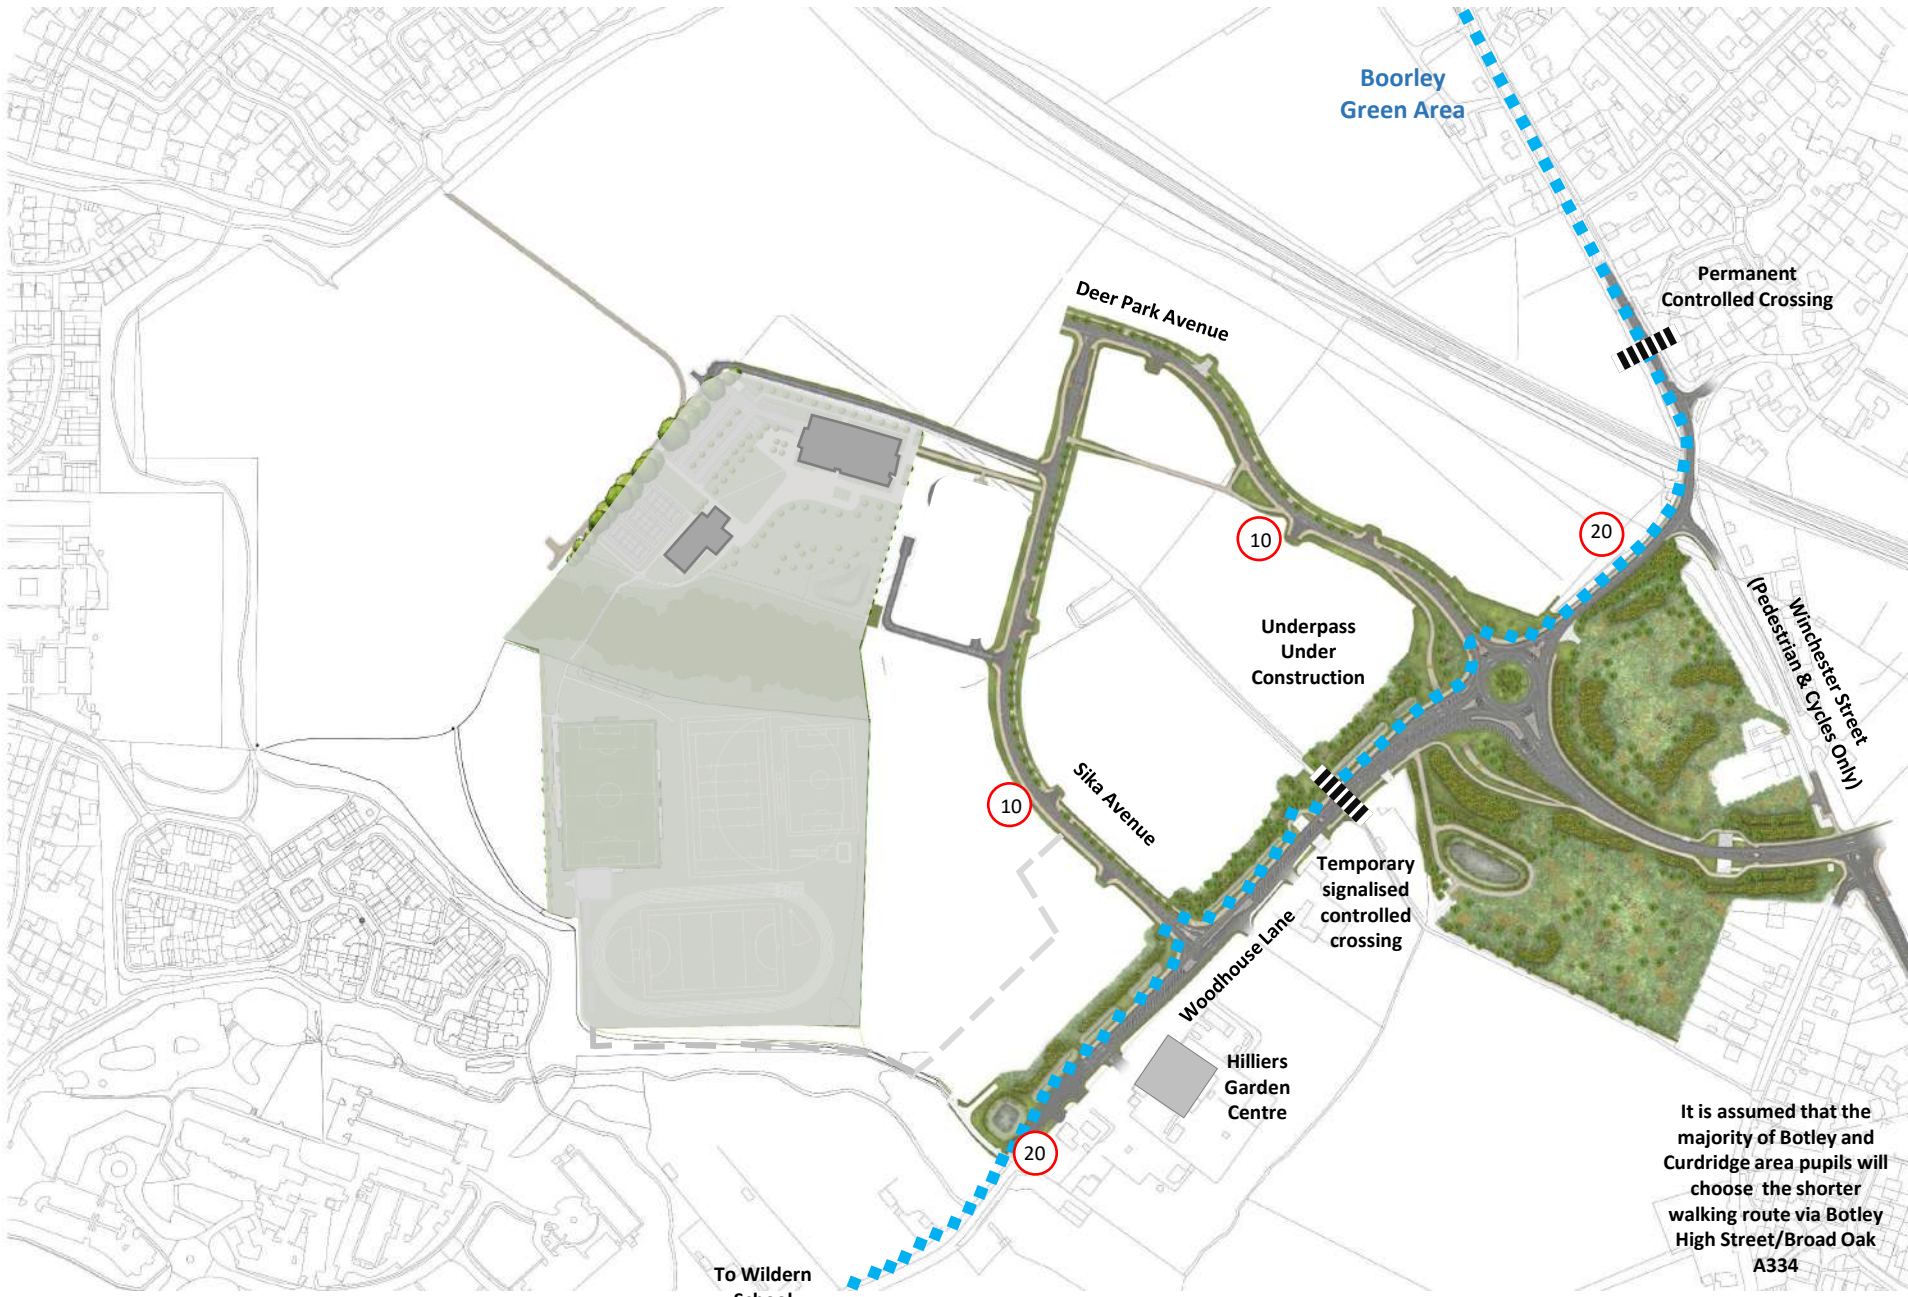 Boorley
Green Area
Permanent
Controlled Crossing
Deer Park Avenue
10
20
Underpass
Under
Construction
Winchester Street
(Pedestrian & Cycles Only)
10
Sika Avenue
Temporary
signalised
controlled
crossing
Woodhouse Lane
Hilliers
Garden
Centre
20
It is assumed that the
majority of Botley and
Curdridge area pupils will
choose the shorter
walking route via Botley
High Street/Broad Oak
A334
To Wildern
School